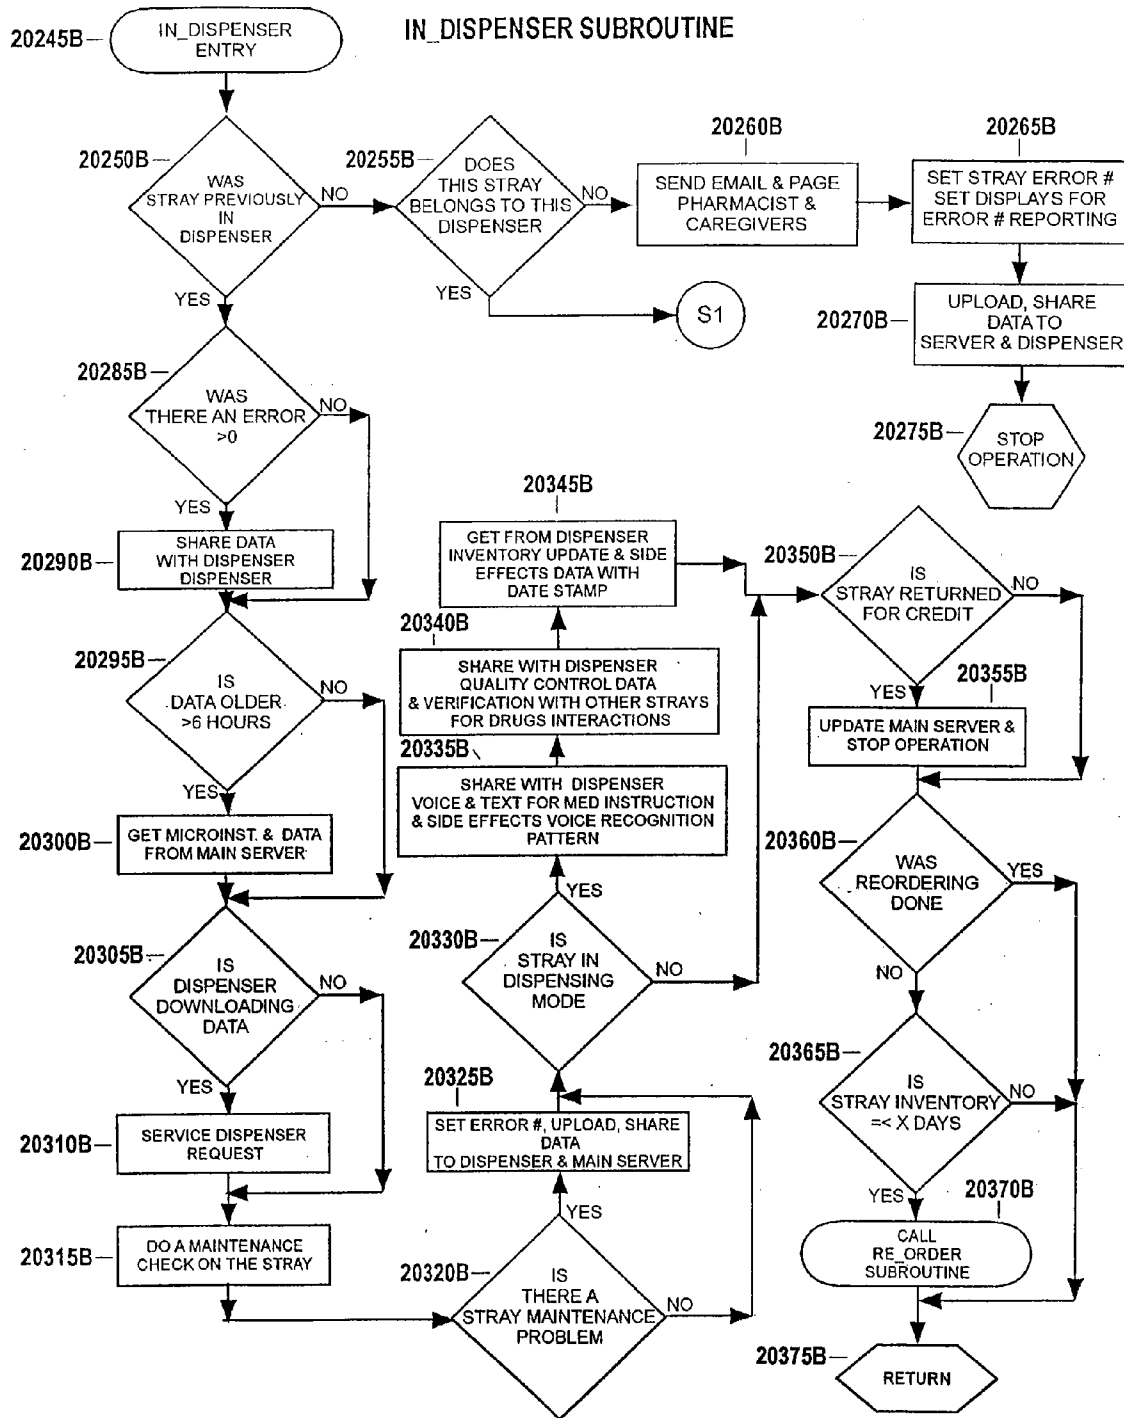 IN_DISPENSER SUBROUTINE
20245B
IN_DISPENSER
ENTRY
20250B
WAS
STRAY PREVIOUSLY
IN
DISPENSER
NO
YES
20255B
DOES
THIS STRAY
BELONGS TO THIS
DISPENSER
NO
YES
S1
20260B
SEND EMAIL & PAGE
PHARMACIST &
CAREGIVERS
20265B
SET STRAY ERROR #
SET DISPLAYS FOR
ERROR # REPORTING
20270B
UPLOAD, SHARE
DATA TO
SERVER & DISPENSER
20275B
STOP
OPERATION
20285B
WAS
THERE AN ERROR
>0
NO
YES
20290B
SHARE DATA
WITH DISPENSER
DISPENSER
20295B
IS
DATA OLDER
>6 HOURS
NO
YES
20300B
GET MICROINST. & DATA
FROM MAIN SERVER
20305B
IS
DISPENSER
DOWNLOADING
DATA
NO
YES
20310B
SERVICE DISPENSER
REQUEST
20315B
DO A MAINTENANCE
CHECK ON THE STRAY
20320B
IS
THERE A
STRAY MAINTENANCE
PROBLEM
NO
YES
20325B
SET ERROR #, UPLOAD, SHARE
DATA
TO DISPENSER & MAIN SERVER
20330B
IS
STRAY IN
DISPENSING
MODE
NO
YES
20335B
SHARE WITH DISPENSER
VOICE & TEXT FOR MED INSTRUCTION
& SIDE EFFECTS VOICE RECOGNITION
PATTERN
20340B
SHARE WITH DISPENSER
QUALITY CONTROL DATA
& VERIFICATION WITH OTHER STRAYS
FOR DRUGS INTERACTIONS
20345B
GET FROM DISPENSER
INVENTORY UPDATE & SIDE
EFFECTS DATA WITH
DATE STAMP
20350B
IS
STRAY RETURNED
FOR CREDIT
NO
YES
20355B
UPDATE MAIN SERVER &
STOP OPERATION
20360B
WAS
REORDERING
DONE
YES
NO
20365B
IS
STRAY INVENTORY
=< X DAYS
NO
YES
20370B
CALL
RE_ORDER
SUBROUTINE
20375B
RETURN